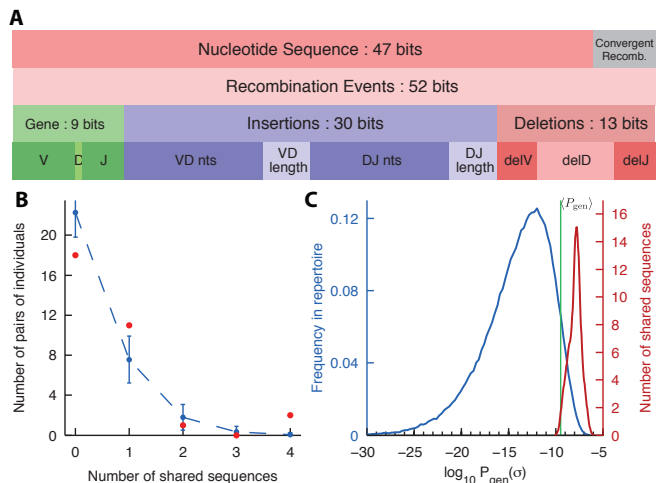 A
Nucleotide Sequence : 47 bits
Convergent
Recomb.
Recombination Events : 52 bits
Gene : 9 bits
Insertions : 30 bits
Deletions : 13 bits
V
D
J
VD nts
VD
length
DJ nts
DJ
length
delV
delD
delJ
B
Number of pairs of individuals
20
16
12
8
4
0
0 1 2 3 4
Number of shared sequences
C
⟨P_gen⟩
Frequency in repertoire
0.12
0.08
0.04
Number of shared sequences
16
14
12
10
8
6
4
2
0
−30 −25 −20 −15 −10 −5
log₁₀ P_gen(σ)